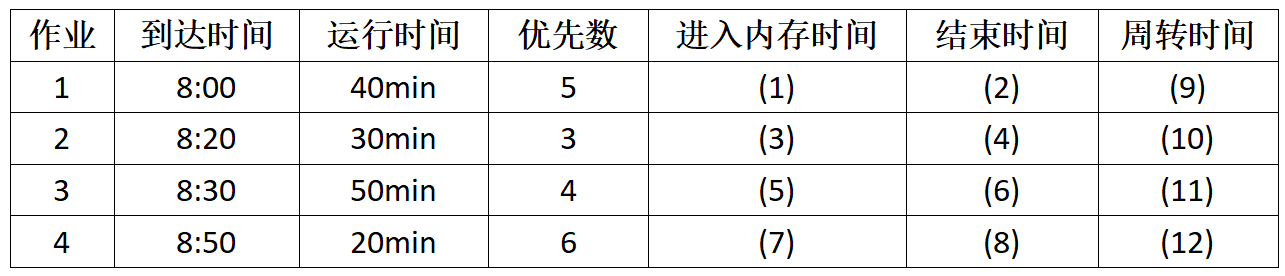 作业 到达时间 运行时间 优先数 进入内存时间 结束时间 周转时间
1 8:00 40min 5 (1) (2) (9)
2 8:20 30min 3 (3) (4) (10)
3 8:30 50min 4 (5) (6) (11)
4 8:50 20min 6 (7) (8) (12)